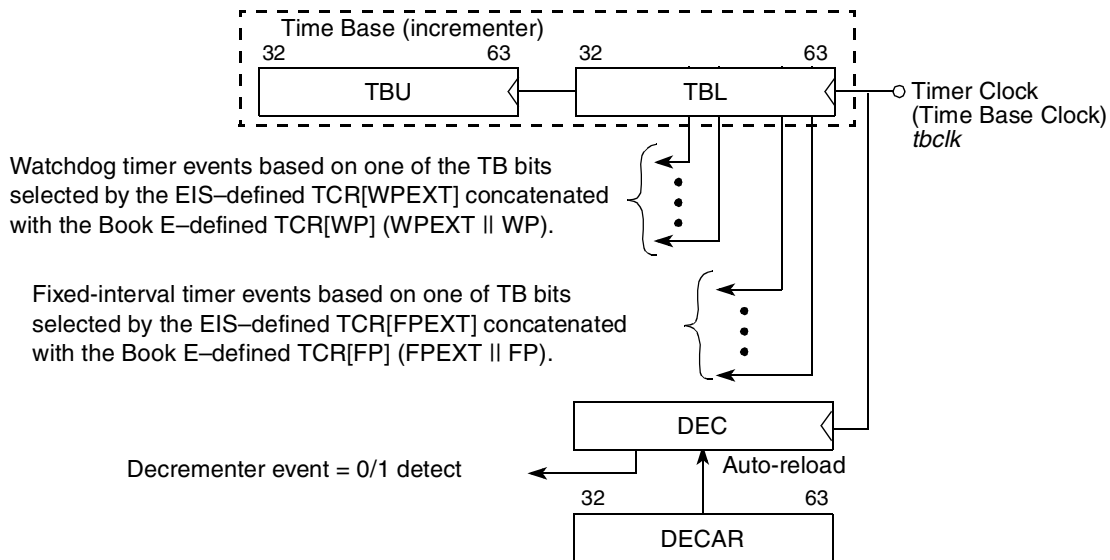 Time Base (incrementer)
32 63 32 63
TBU TBL
Timer Clock
(Time Base Clock)
tbclk
Watchdog timer events based on one of the TB bits
selected by the EIS–defined TCR[WPEXT] concatenated
with the Book E–defined TCR[WP] (WPEXT || WP).
Fixed-interval timer events based on one of TB bits
selected by the EIS–defined TCR[FPEXT] concatenated
with the Book E–defined TCR[FP] (FPEXT || FP).
DEC
Decrementer event = 0/1 detect
Auto-reload
32 63
DECAR